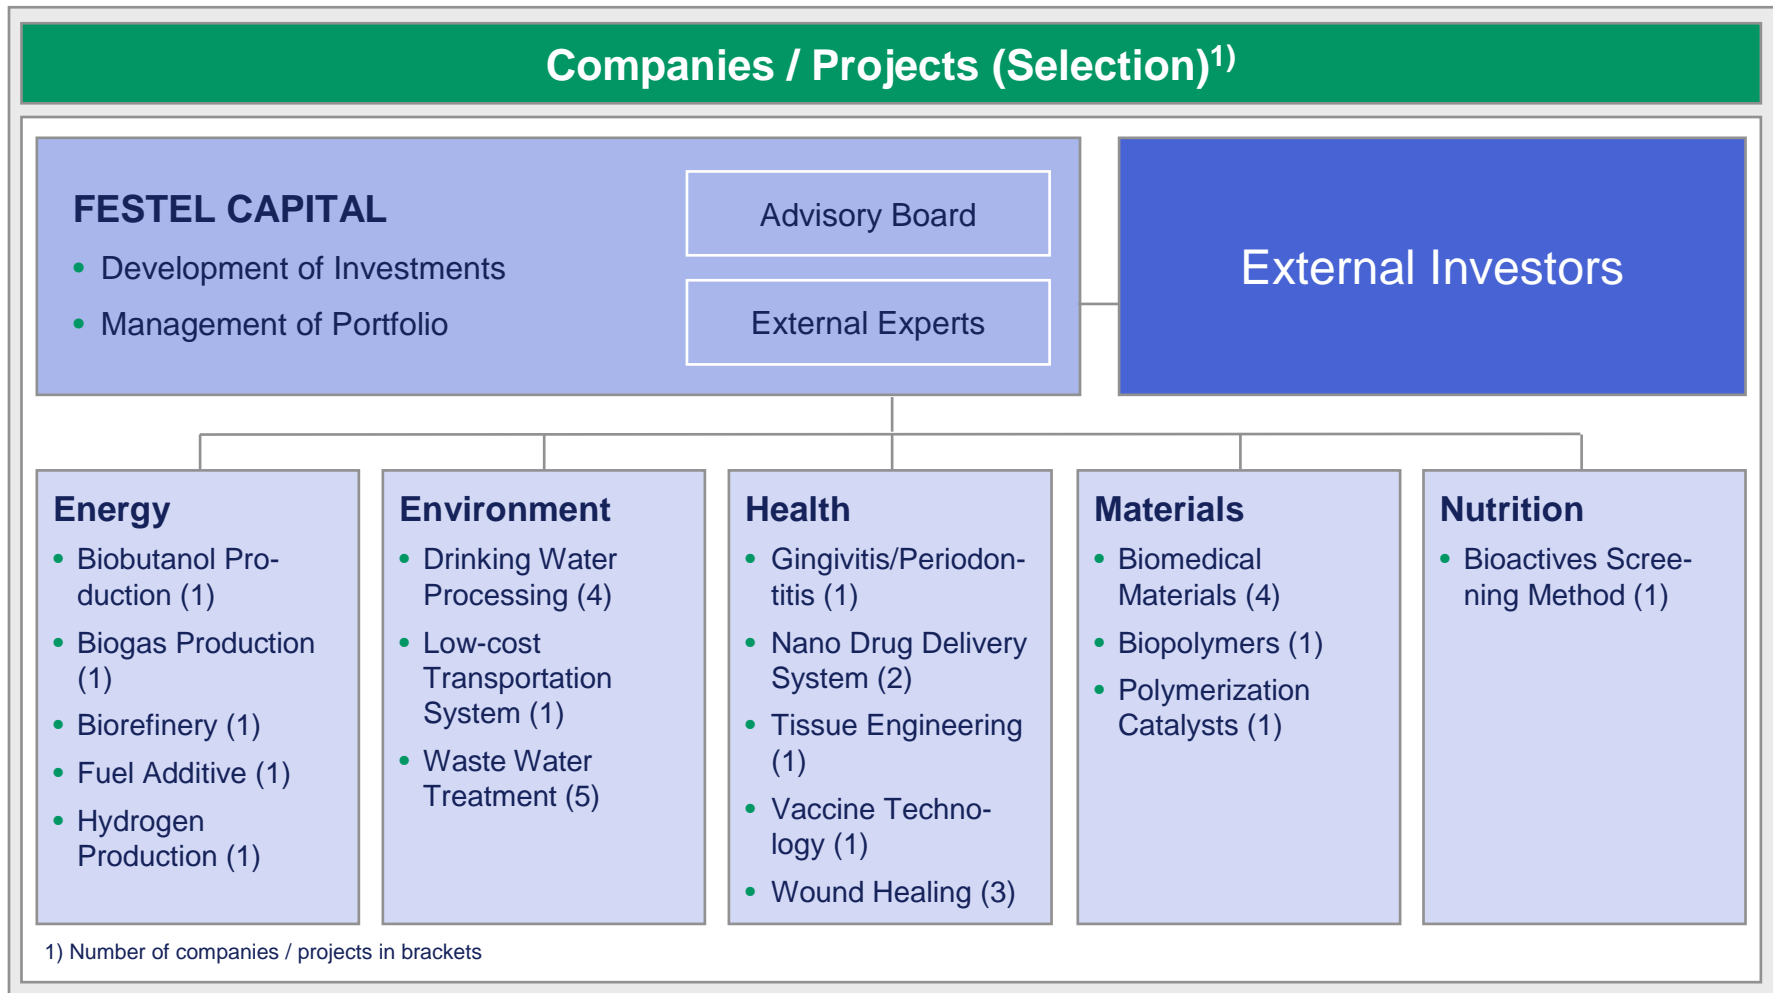 Companies / Projects (Selection)1)
FESTEL CAPITAL
• Development of Investments
• Management of Portfolio
Advisory Board
External Experts
External Investors
Energy
• Biobutanol Pro-
duction (1)
• Biogas Production
(1)
• Biorefinery (1)
• Fuel Additive (1)
• Hydrogen
Production (1)
Environment
• Drinking Water
Processing (4)
• Low-cost
Transportation
System (1)
• Waste Water
Treatment (5)
Health
• Gingivitis/Periodon-
titis (1)
• Nano Drug Delivery
System (2)
• Tissue Engineering
(1)
• Vaccine Techno-
logy (1)
• Wound Healing (3)
Materials
• Biomedical
Materials (4)
• Biopolymers (1)
• Polymerization
Catalysts (1)
Nutrition
• Bioactives Scree-
ning Method (1)
1) Number of companies / projects in brackets